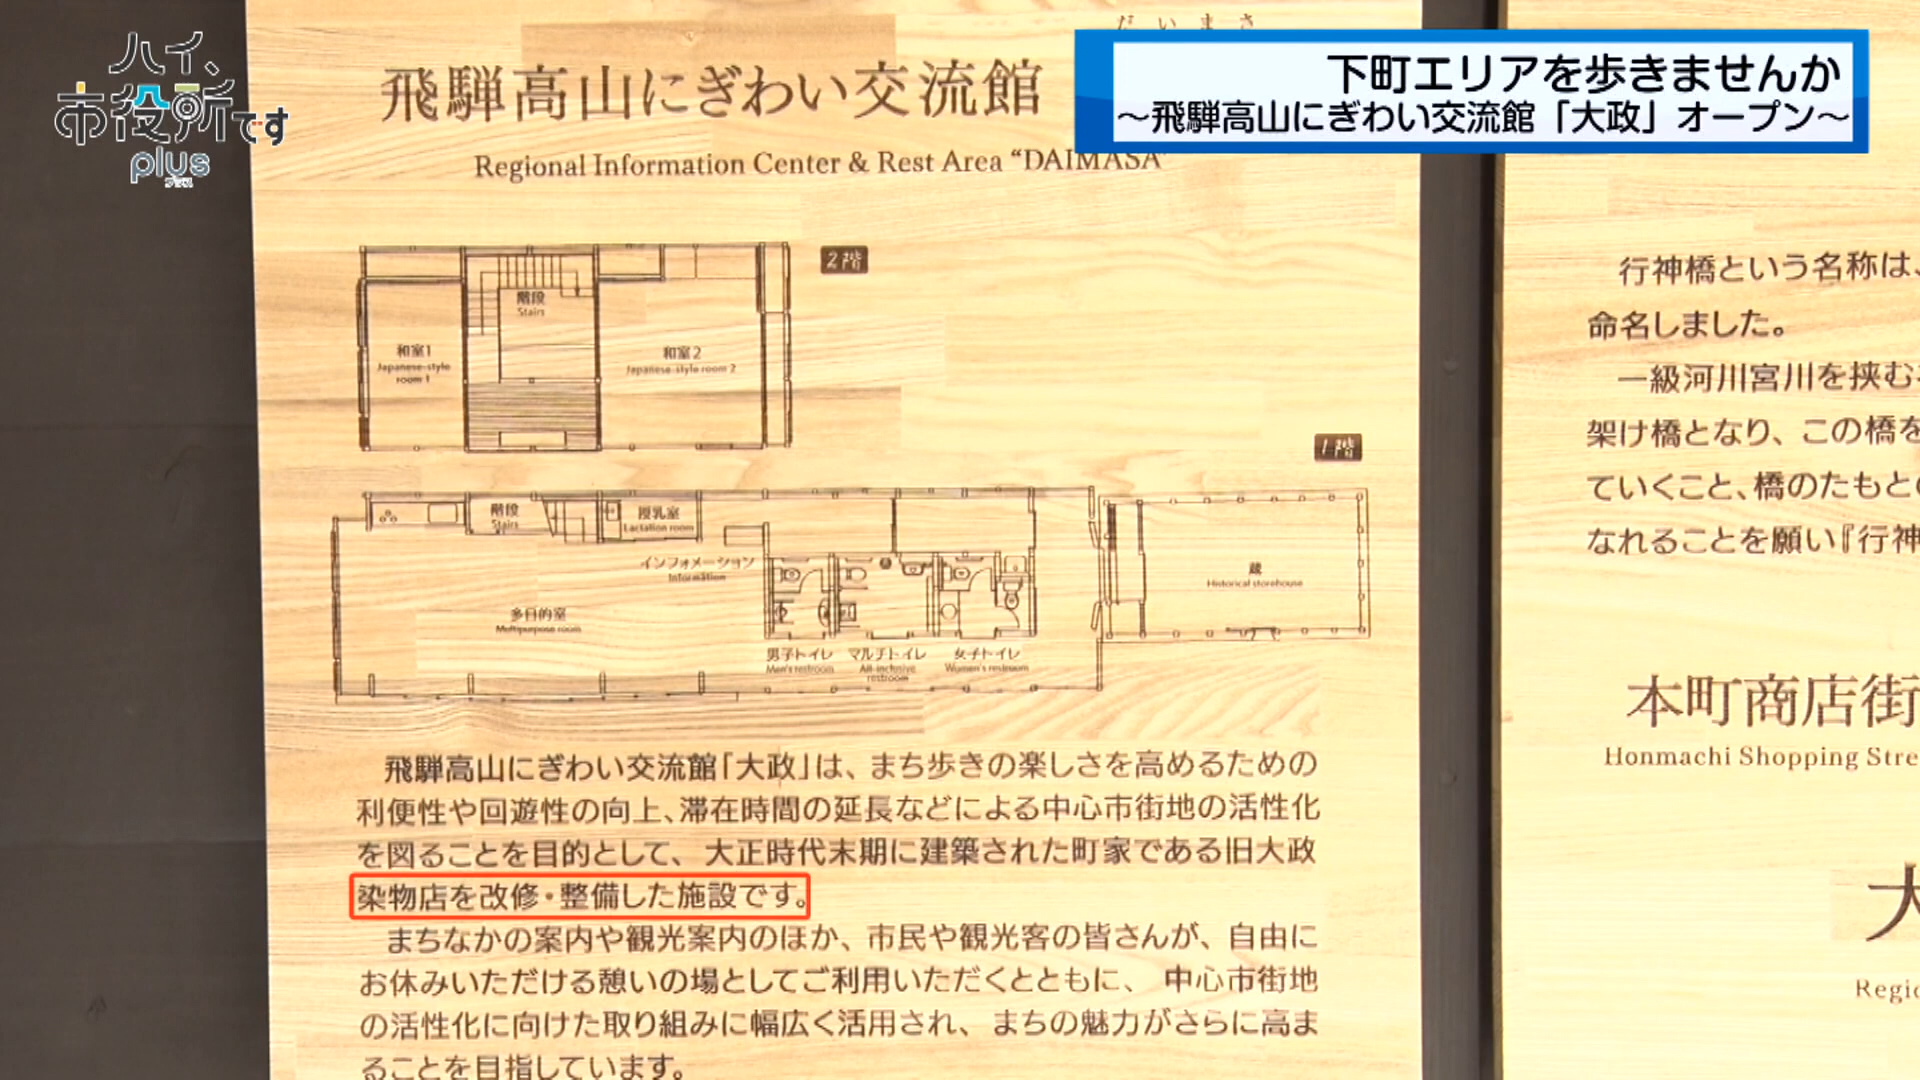 ハイ、
市役所です
plus
プラス
下町エリアを歩きませんか
～飛騨高山にぎわい交流館「大政」オープン～
だいまさ
飛騨高山にぎわい交流館
Regional Information Center & Rest Area “DAIMASA”
2階
階段
Stairs
和室1
Japanese-style
room 1
和室2
Japanese-style room 2
1階
階段
Stairs
授乳室
Lactation room
インフォメーション
Information
多目的室
Multipurpose room
蔵
Historical storehouse
男子トイレ
Men's restroom
マルチトイレ
All-inclusive
restroom
女子トイレ
Women's restroom
飛騨高山にぎわい交流館「大政」は、まち歩きの楽しさを高めるための
利便性や回遊性の向上、滞在時間の延長などによる中心市街地の活性化
を図ることを目的として、大正時代末期に建築された町家である旧大政
染物店を改修・整備した施設です。
まちなかの案内や観光案内のほか、市民や観光客の皆さんが、自由に
お休みいただける憩いの場としてご利用いただくとともに、中心市街地
の活性化に向けた取り組みに幅広く活用され、まちの魅力がさらに高ま
ることを目指しています。
行神橋という名称は、
命名しました。
一級河川宮川を挟む
架け橋となり、この橋を
ていくこと、橋のたもと
なれることを願い『行神
本町商店街
Honmachi Shopping Stre
大
Regio